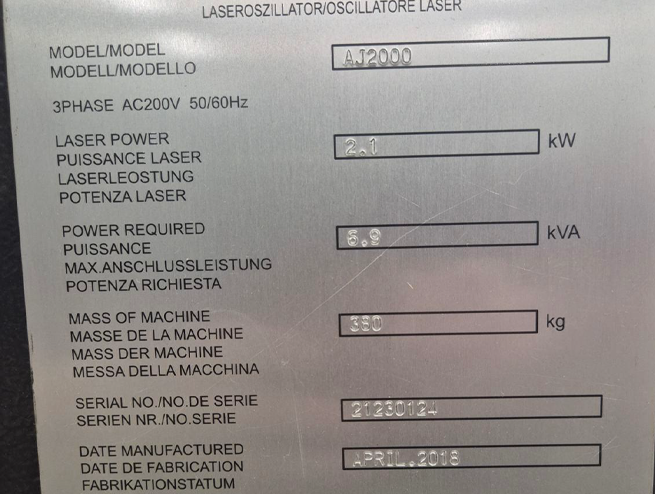 LASEROSZILLATOR/OSCILLATORE LASER
MODEL/MODEL
MODELL/MODELLO
AJ2000
3PHASE AC200V 50/60Hz
LASER POWER
PUISSANCE LASER
LASERLEOSTUNG
POTENZA LASER
2.1 kW
POWER REQUIRED
PUISSANCE
MAX.ANSCHLUSSLEISTUNG
POTENZA RICHIESTA
6.9 kVA
MASS OF MACHINE
MASSE DE LA MACHINE
MASS DER MACHINE
MESSA DELLA MACCHINA
380 kg
SERIAL NO./NO.DE SERIE
SERIEN NR./NO.SERIE
21230124
DATE MANUFACTURED
DATE DE FABRICATION
FABRIKATIONSTATUM
APRIL.2018